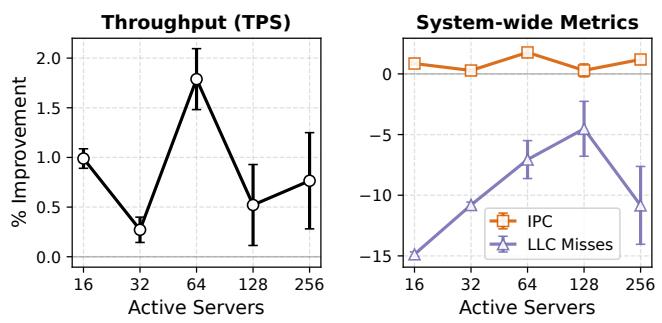 Throughput (TPS)
% Improvement
2.0
1.5
1.0
0.5
0.0
16 32 64 128 256
Active Servers
System-wide Metrics
0
−5
−10
−15
IPC
LLC Misses
16 32 64 128 256
Active Servers